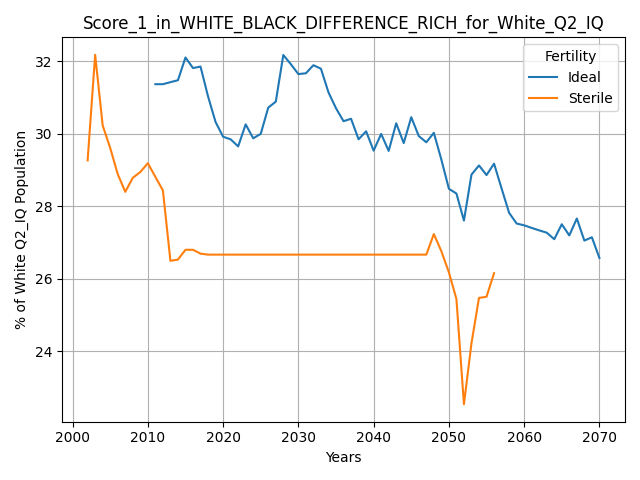 Score_1_in_WHITE_BLACK_DIFFERENCE_RICH_for_White_Q2_IQ
Fertility
Ideal
Sterile
% of White Q2_IQ Population
32
30
28
26
24
2000 2010 2020 2030 2040 2050 2060 2070
Years